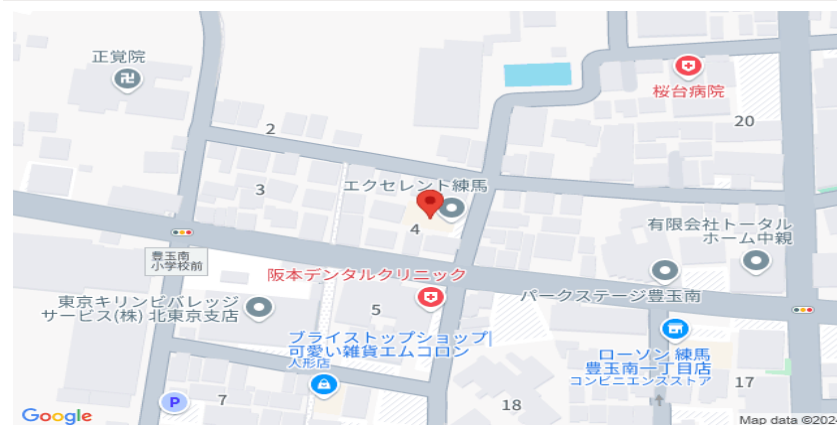 正覚院
桜台病院
2
20
3
エクセレント練馬
4
有限会社トータル
ホーム中親
豊玉南
小学校前
阪本デンタルクリニック
東京キリンビバレッジ
サービス(株) 北東京支店
5
パークステージ豊玉南
ブライスストップショップ|
可愛い雑貨エムコロン
人形店
ローソン 練馬
豊玉南一丁目店
コンビニエンスストア
17
7
P
18
Google
Map data ©202